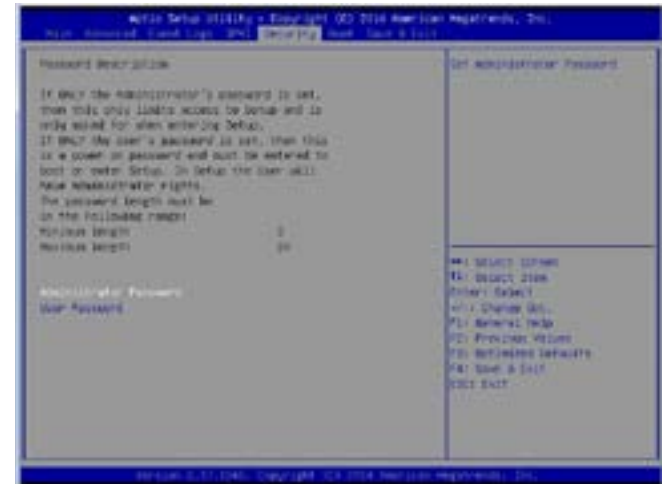 Aptio Setup Utility - Copyright (C) 2014 American Megatrends, Inc.
Main Advanced Event Logs IPMI Security Boot Save & Exit
Password Description
If ONLY the Administrator's password is set,
then this only limits access to Setup and is
only asked for when entering Setup.
If ONLY the User's password is set, then this
is a power on password and must be entered to
boot or enter Setup. In Setup the User will
have Administrator rights.
The password length must be
in the following range:
Minimum length 3
Maximum length 20
Administrator Password
User Password
Set Administrator Password
: Select Screen
: Select Item
Enter: Select
+/-: Change Opt.
F1: General Help
F2: Previous Values
F3: Optimized Defaults
F4: Save & Exit
ESC: Exit
Version Copyright (C) 2014 American Megatrends, Inc.